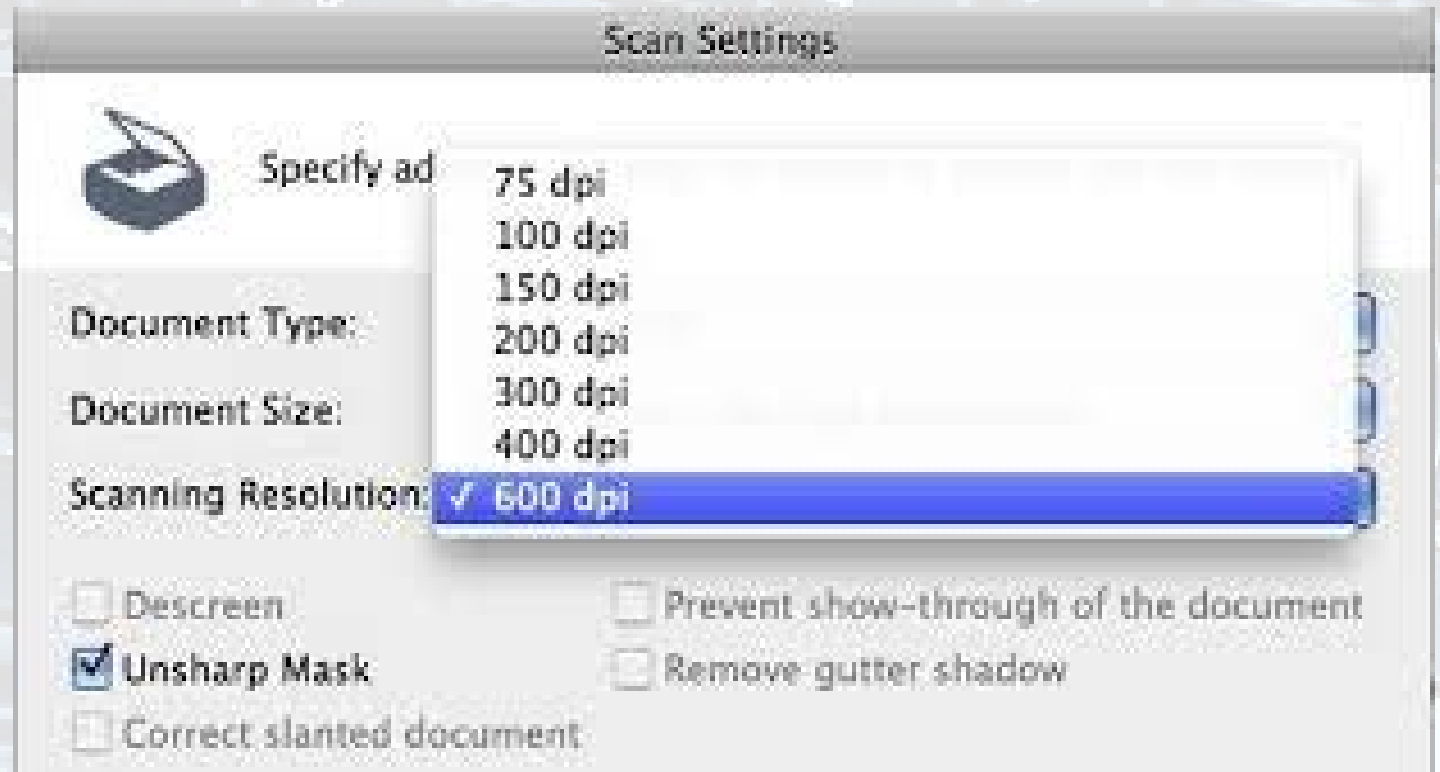 Scan Settings
Specify ad
75 dpi
100 dpi
150 dpi
200 dpi
300 dpi
400 dpi
Document Type:
Document Size:
Scanning Resolution:
✓ 600 dpi
Descreen
Prevent show-through of the document
Unsharp Mask
Remove gutter shadow
Correct slanted document